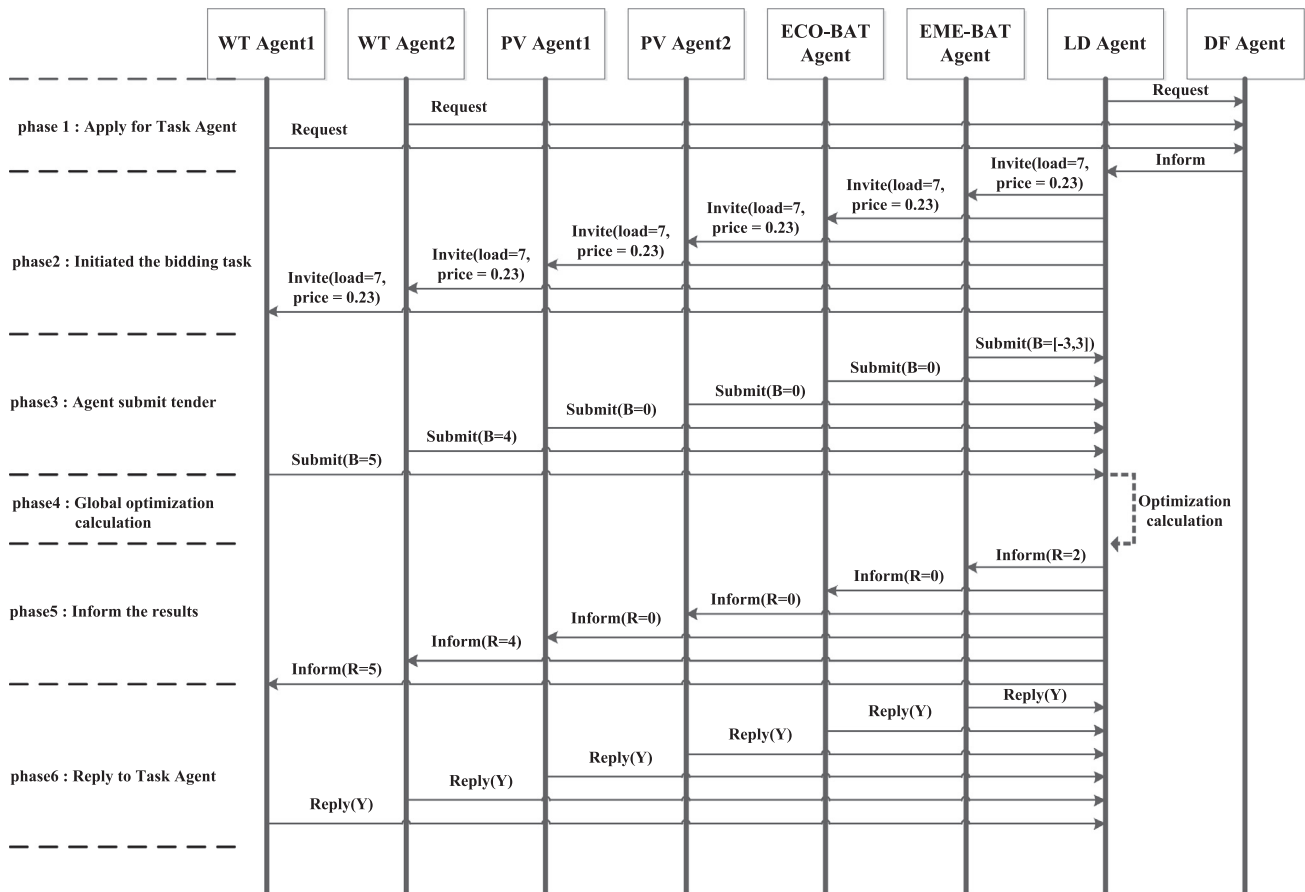 WT Agent1
WT Agent2
PV Agent1
PV Agent2
ECO-BAT
Agent
EME-BAT
Agent
LD Agent
DF Agent
Request
Request
phase 1 : Apply for Task Agent
Request
Inform
Invite(load=7,
price = 0.23)
Invite(load=7,
price = 0.23)
Invite(load=7,
price = 0.23)
Invite(load=7,
price = 0.23)
phase2 : Initiated the bidding task
Invite(load=7,
price = 0.23)
Invite(load=7,
price = 0.23)
Submit(B=[-3,3])
Submit(B=0)
Submit(B=0)
phase3 : Agent submit tender
Submit(B=0)
Submit(B=4)
Submit(B=5)
phase4 : Global optimization
calculation
Optimization
calculation
Inform(R=2)
Inform(R=0)
Inform(R=0)
phase5 : Inform the results
Inform(R=0)
Inform(R=4)
Inform(R=5)
Reply(Y)
Reply(Y)
Reply(Y)
Reply(Y)
phase6 : Reply to Task Agent
Reply(Y)
Reply(Y)